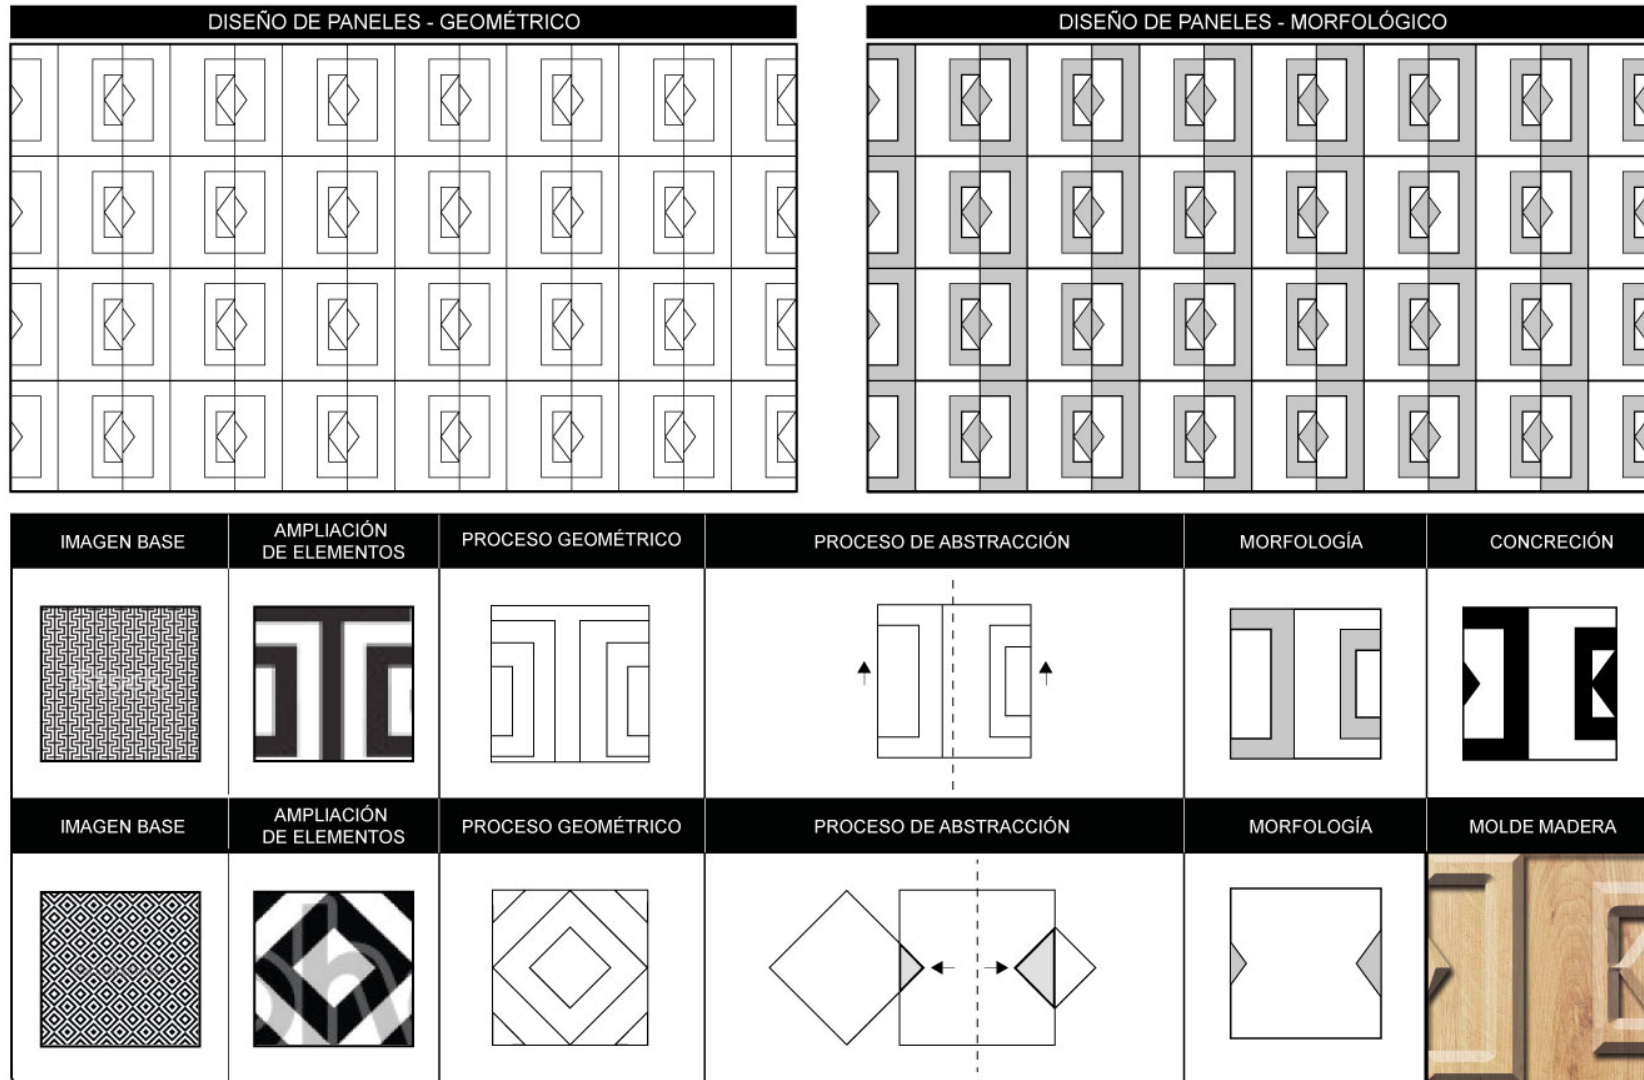 DISEÑO DE PANELES - GEOMÉTRICO
DISEÑO DE PANELES - MORFOLÓGICO
IMAGEN BASE
AMPLIACIÓN
DE ELEMENTOS
PROCESO GEOMÉTRICO
PROCESO DE ABSTRACCIÓN
MORFOLOGÍA
CONCRECIÓN
IMAGEN BASE
AMPLIACIÓN
DE ELEMENTOS
PROCESO GEOMÉTRICO
PROCESO DE ABSTRACCIÓN
MORFOLOGÍA
MOLDE MADERA